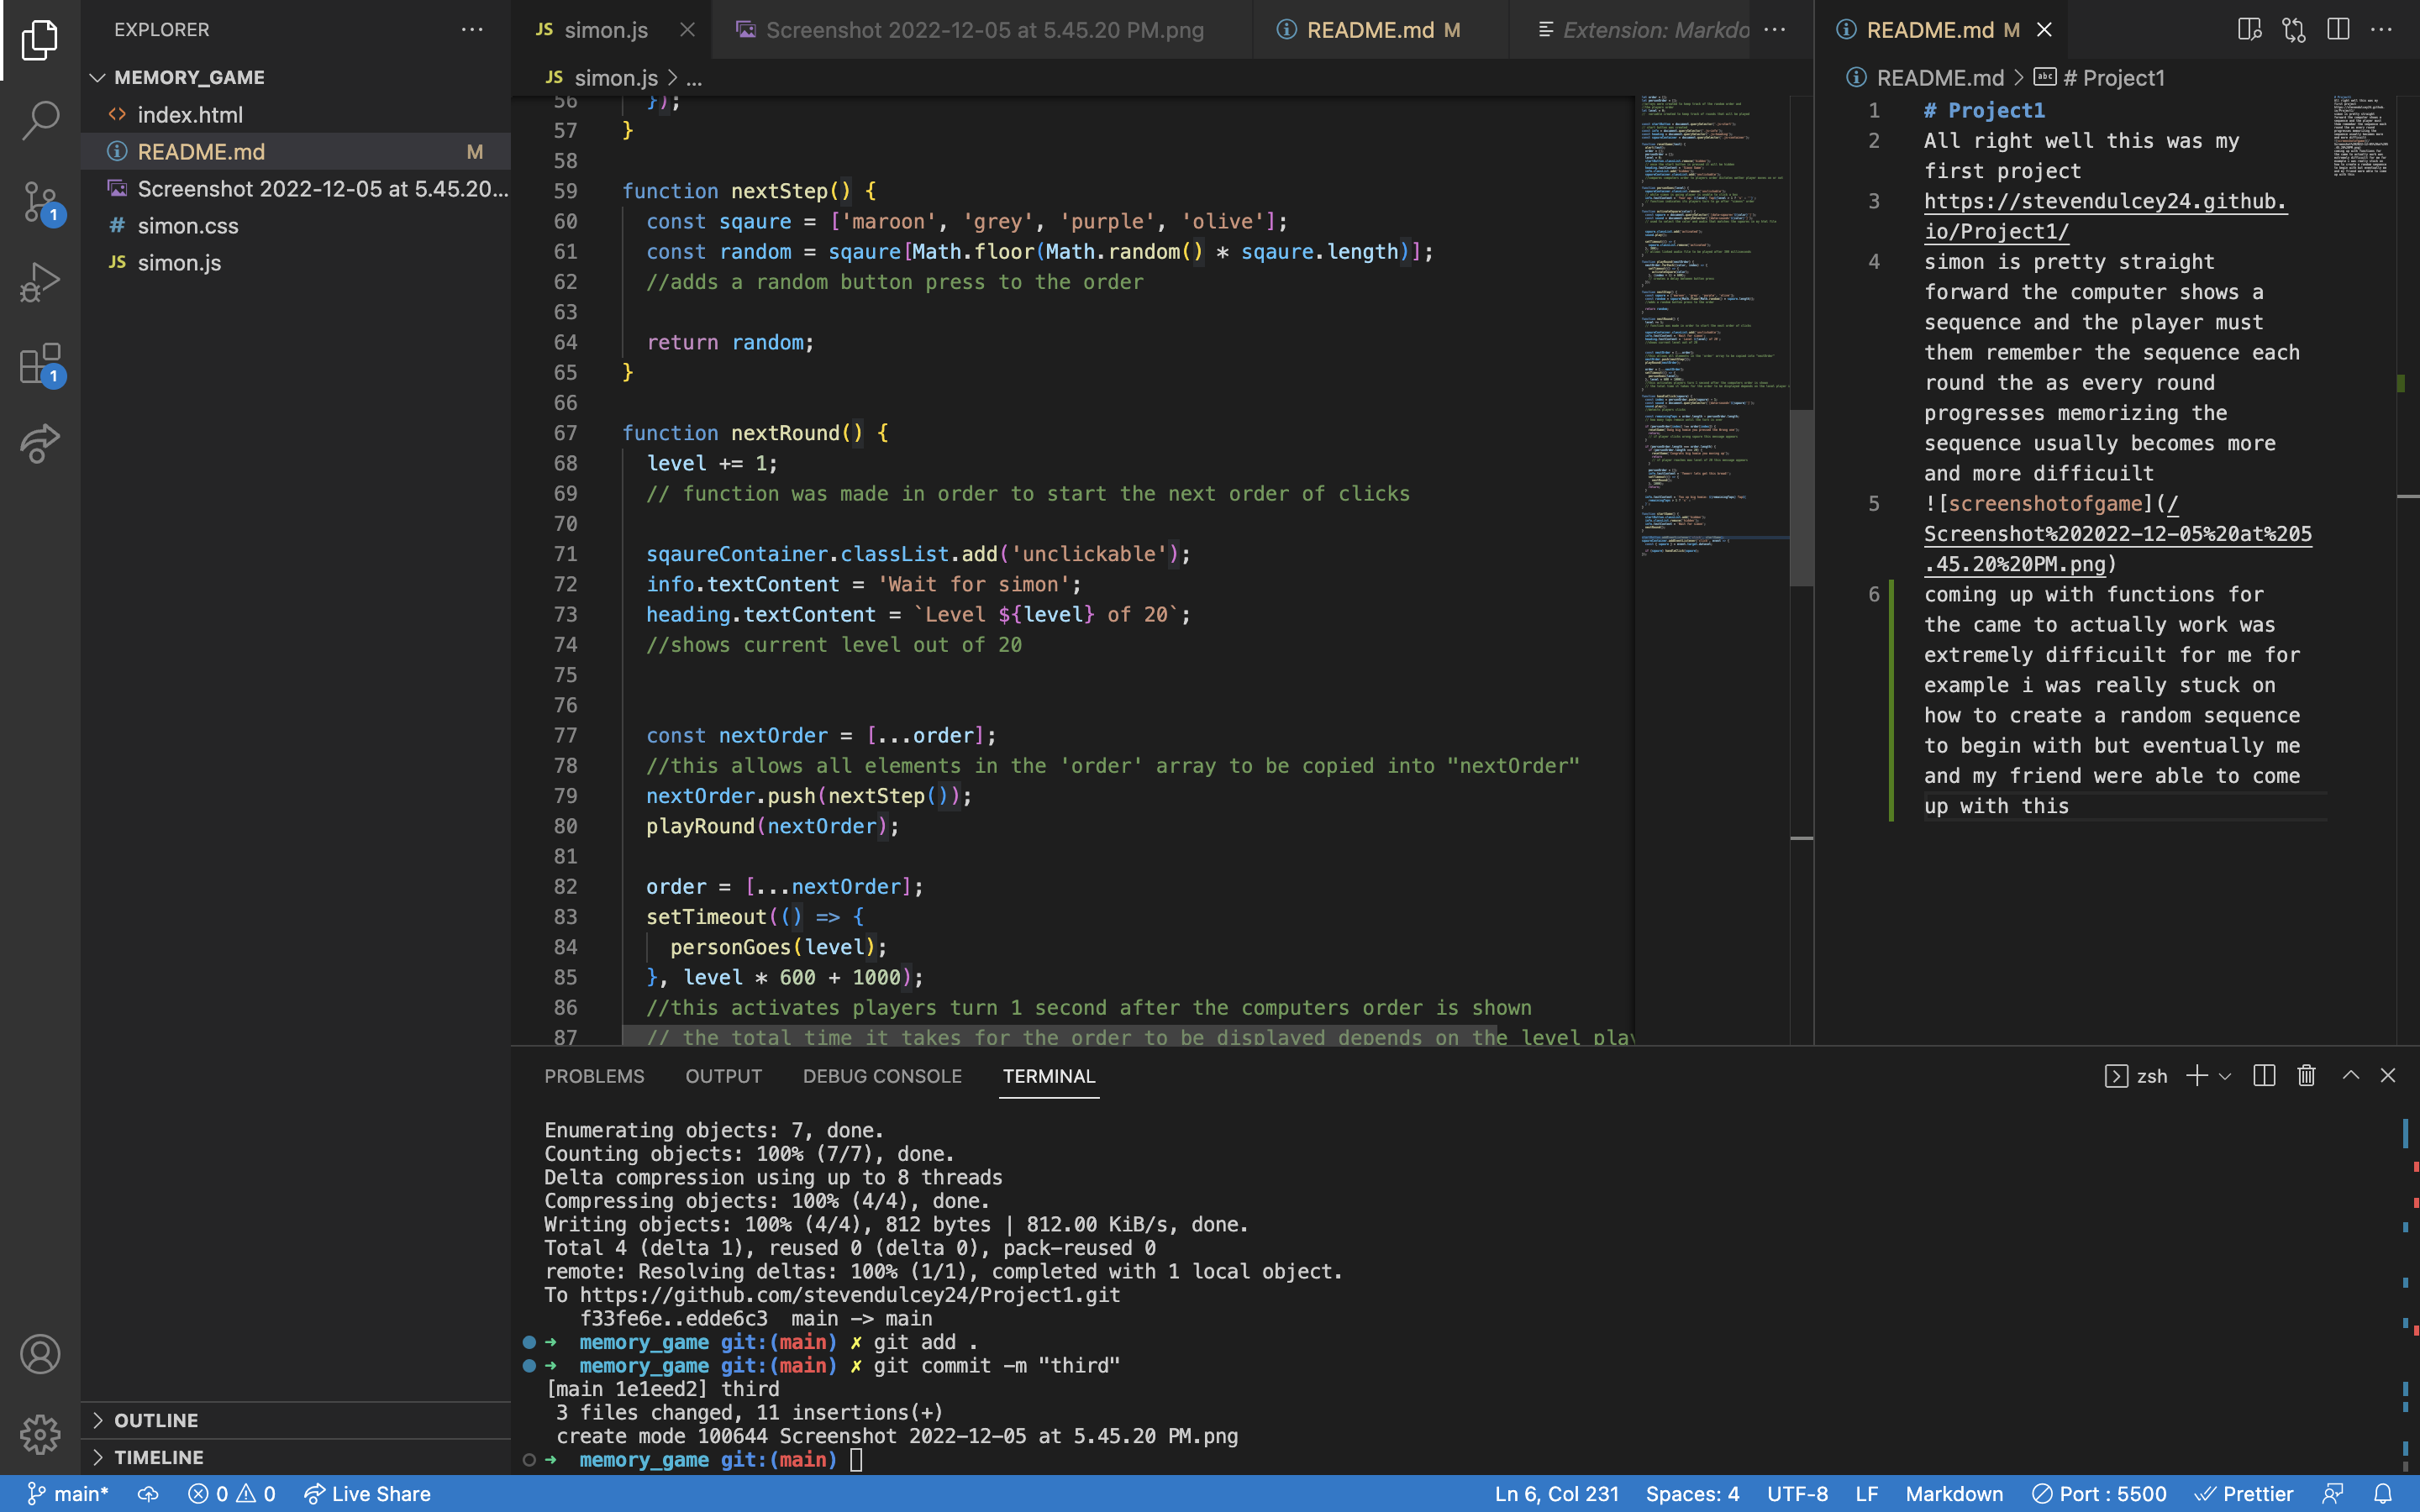 EXPLORER
MEMORY_GAME
index.html
README.md M
Screenshot 2022-12-05 at 5.45.20...
simon.css
simon.js
OUTLINE
TIMELINE
simon.js
Screenshot 2022-12-05 at 5.45.20 PM.png
README.md M
Extension: Markdo
simon.js > ...
56 });
57 }
58
59 function nextStep() {
60 const sqaure = ['maroon', 'grey', 'purple', 'olive'];
61 const random = sqaure[Math.floor(Math.random() * sqaure.length)];
62 //adds a random button press to the order
63
64 return random;
65 }
66
67 function nextRound() {
68 level += 1;
69 // function was made in order to start the next order of clicks
70
71 sqaureContainer.classList.add('unclickable');
72 info.textContent = 'Wait for simon';
73 heading.textContent = `Level ${level} of 20`;
74 //shows current level out of 20
75
76
77 const nextOrder = [...order];
78 //this allows all elements in the 'order' array to be copied into "nextOrder"
79 nextOrder.push(nextStep());
80 playRound(nextOrder);
81
82 order = [...nextOrder];
83 setTimeout(() => {
84 personGoes(level);
85 }, level * 600 + 1000);
86 //this activates players turn 1 second after the computers order is shown
87 // the total time it takes for the order to be displayed depends on the level play
README.md M
README.md > # Project1
1 # Project1
2 All right well this was my
first project
3 https://stevendulcey24.github.
io/Project1/
4 simon is pretty straight
forward the computer shows a
sequence and the player must
them remember the sequence each
round the as every round
progresses memorizing the
sequence usually becomes more
and more difficuilt
5 ![screenshotofgame](/
Screenshot%202022-12-05%20at%205
.45.20%20PM.png)
6 coming up with functions for
the came to actually work was
extremely difficuilt for me for
example i was really stuck on
how to create a random sequence
to begin with but eventually me
and my friend were able to come
up with this
PROBLEMS OUTPUT DEBUG CONSOLE TERMINAL
zsh
Enumerating objects: 7, done.
Counting objects: 100% (7/7), done.
Delta compression using up to 8 threads
Compressing objects: 100% (4/4), done.
Writing objects: 100% (4/4), 812 bytes | 812.00 KiB/s, done.
Total 4 (delta 1), reused 0 (delta 0), pack-reused 0
remote: Resolving deltas: 100% (1/1), completed with 1 local object.
To https://github.com/stevendulcey24/Project1.git
f33fe6e..edde6c3 main -> main
➜ memory_game git:(main) ✗ git add .
➜ memory_game git:(main) ✗ git commit -m "third"
[main 1e1eed2] third
3 files changed, 11 insertions(+)
create mode 100644 Screenshot 2022-12-05 at 5.45.20 PM.png
➜ memory_game git:(main)
main* 0 0 Live Share
Ln 6, Col 231 Spaces: 4 UTF-8 LF Markdown Port : 5500 Prettier